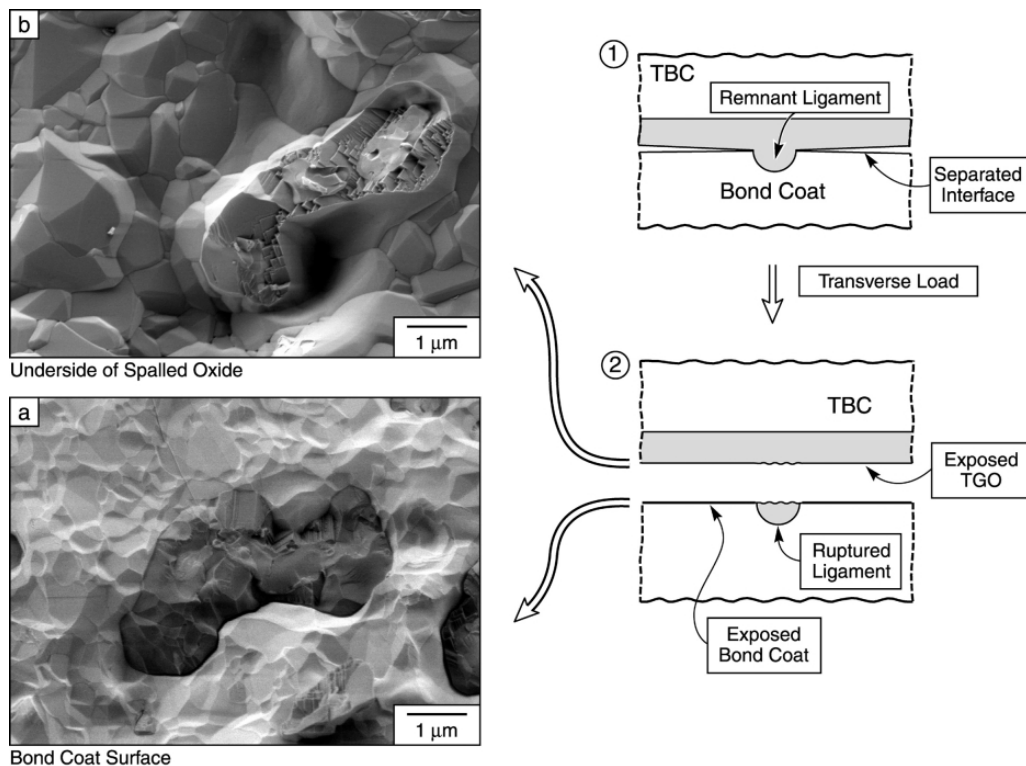 b
1 μm
Underside of Spalled Oxide
a
1 μm
Bond Coat Surface
1
TBC
Remnant Ligament
Bond Coat
Separated
Interface
Transverse Load
2
TBC
Exposed
TGO
Ruptured
Ligament
Exposed
Bond Coat